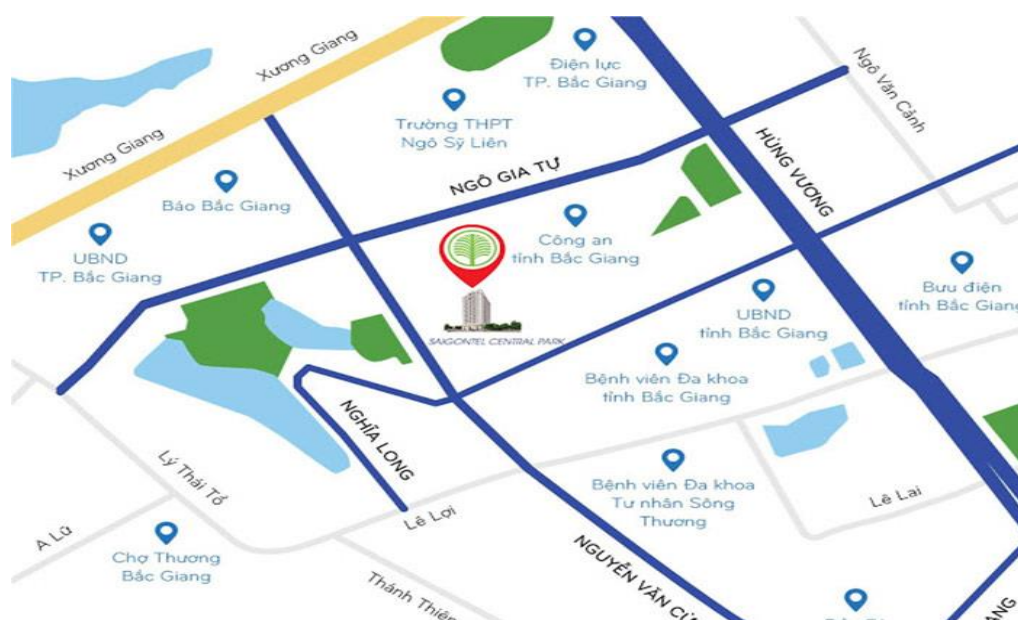 Xương Giang
Điện lực
TP. Bắc Giang
Ngô Văn Cảnh
Trường THPT
Ngô Sỹ Liên
Xương Giang
HÙNG VƯƠNG
NGÔ GIA TỰ
Báo Bắc Giang
UBND
TP. Bắc Giang
Công an
tỉnh Bắc Giang
Bưu điện
tỉnh Bắc Giang
UBND
tỉnh Bắc Giang
SAIGONTEL CENTRAL PARK
Bệnh viên Đa khoa
tỉnh Bắc Giang
NGHĨA LONG
Lý Thái Tổ
Bệnh viên Đa khoa
Tư nhân Sông
Thương
Lê Lai
Lê Lợi
A Lữ
Chợ Thương
Bắc Giang
Thánh Thiên
NGUYỄN VĂN CỪ